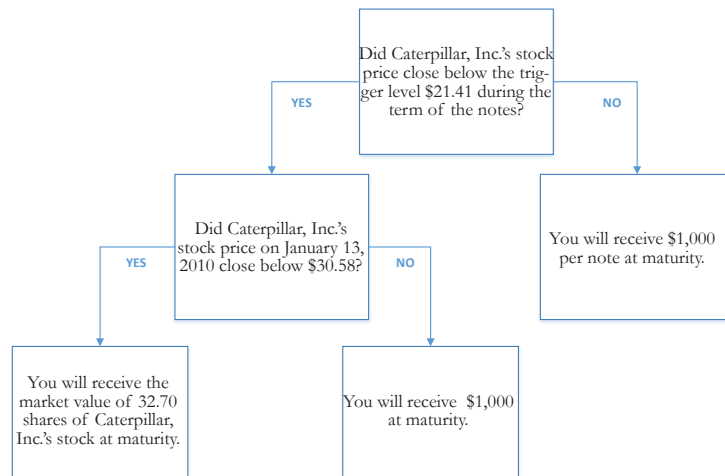 Did Caterpillar, Inc.'s stock
price close below the trig-
ger level $21.41 during the
term of the notes?
YES
NO
Did Caterpillar, Inc.'s
stock price on January 13,
2010 close below $30.58?
You will receive $1,000
per note at maturity.
YES
NO
You will receive the
market value of 32.70
shares of Caterpillar,
Inc.'s stock at maturity.
You will receive $1,000
at maturity.